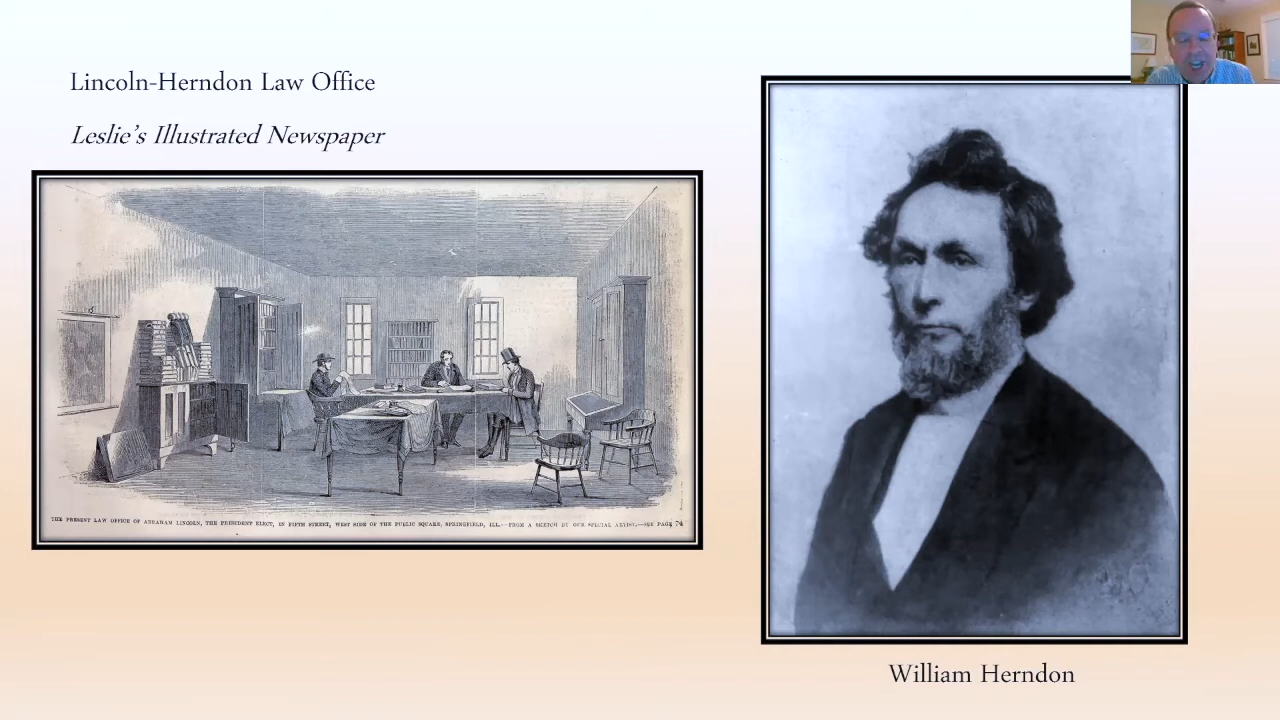 Lincoln-Herndon Law Office
Leslie's Illustrated Newspaper
THE PRESENT LAW OFFICE OF ABRAHAM LINCOLN, THE PRESIDENT ELECT, IN FIFTH STREET, WEST SIDE OF THE PUBLIC SQUARE, SPRINGFIELD, ILL.—FROM A SKETCH BY OUR SPECIAL ARTIST.—SEE PAGE 74
William Herndon